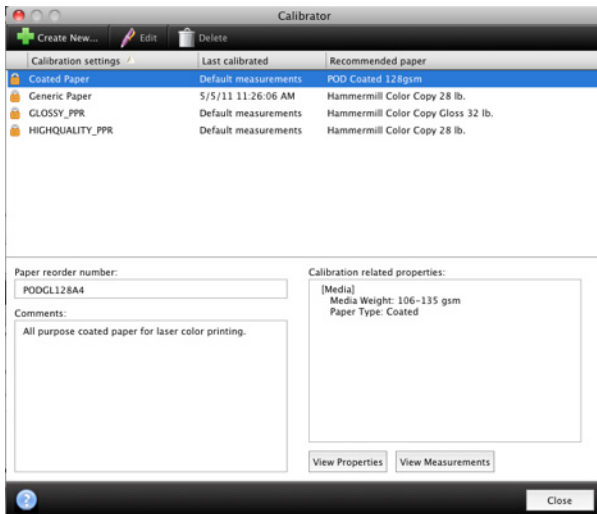 Calibrator
Create New... Edit Delete
Calibration settings Last calibrated Recommended paper
Coated Paper Default measurements POD Coated 128gsm
Generic Paper 5/5/11 11:26:06 AM Hammermill Color Copy 28 lb.
GLOSSY_PPR Default measurements Hammermill Color Copy Gloss 32 lb.
HIGHQUALITY_PPR Default measurements Hammermill Color Copy 28 lb.
Paper reorder number:
PODGL128A4
Comments:
All purpose coated paper for laser color printing.
Calibration related properties:
[Media]
Media Weight: 106-135 gsm
Paper Type: Coated
View Properties View Measurements
? Close